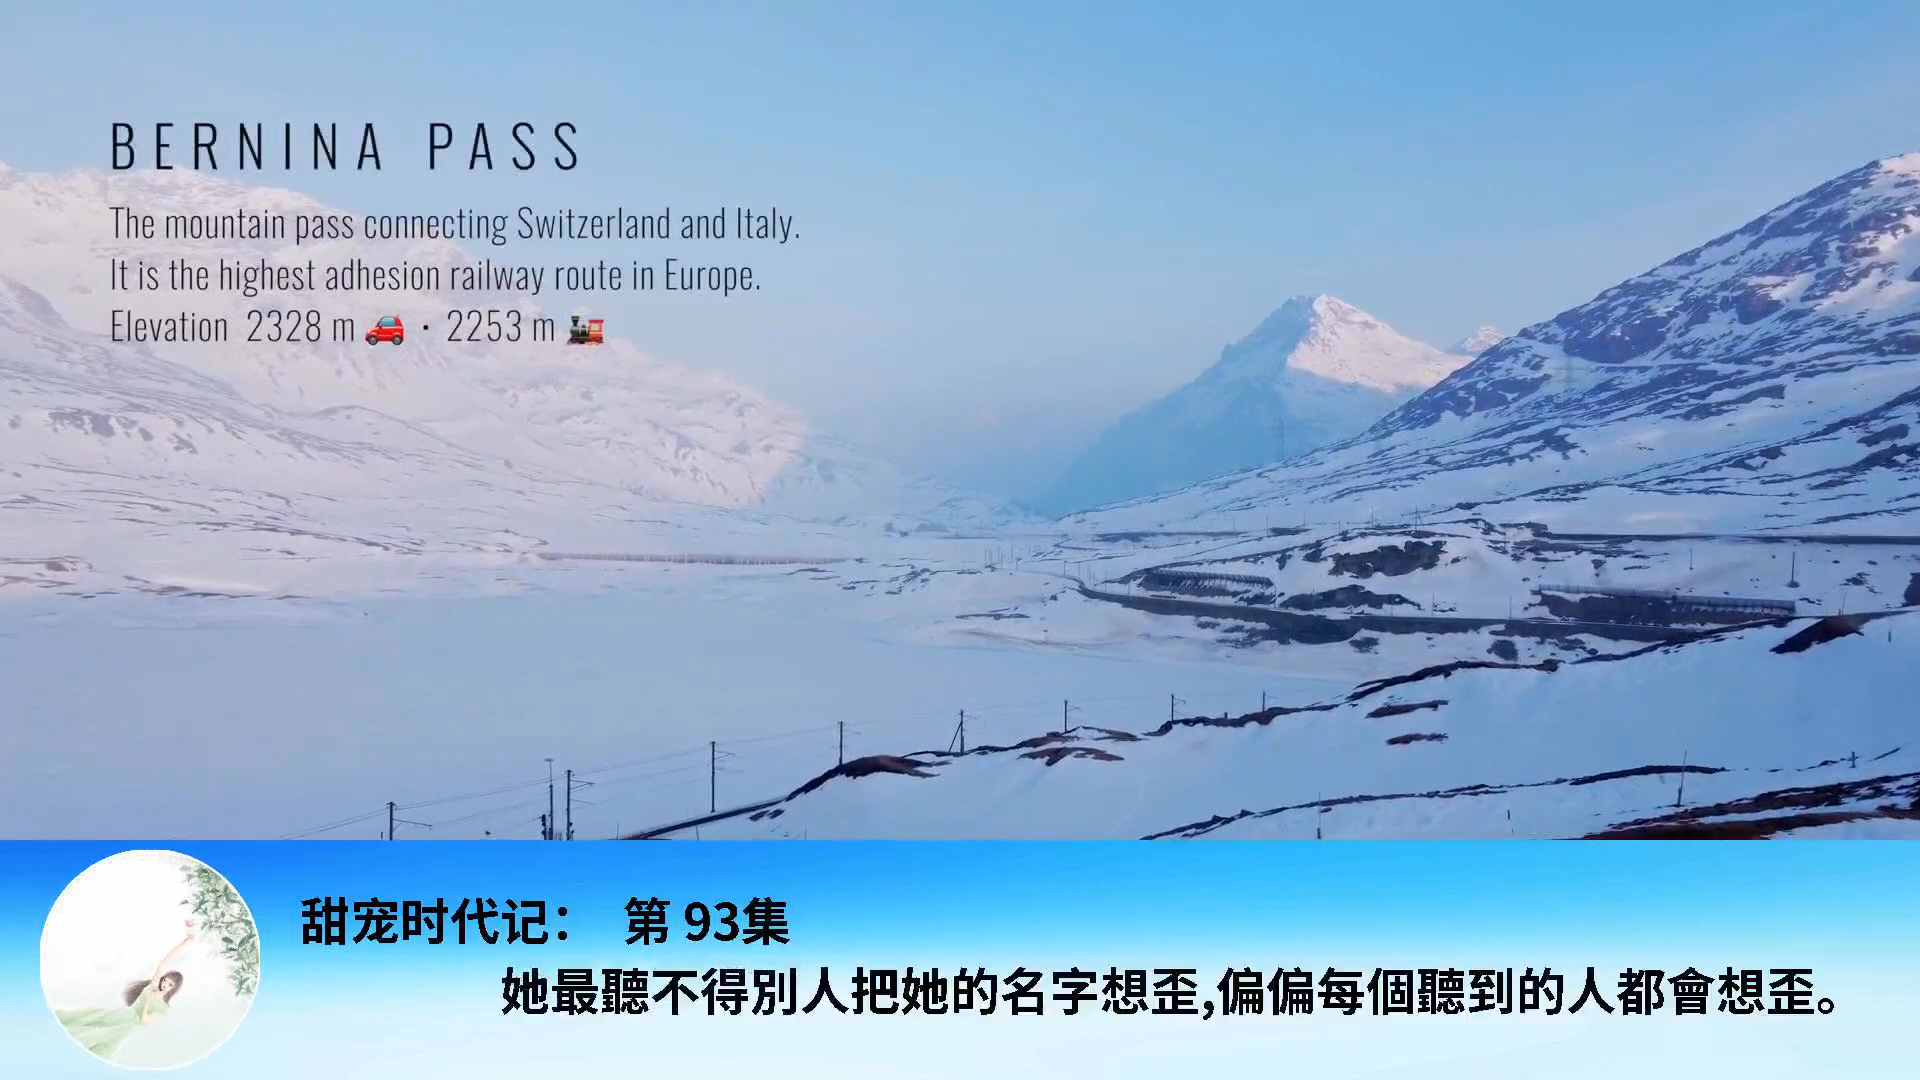 BERNINA PASS
The mountain pass connecting Switzerland and Italy.
It is the highest adhesion railway route in Europe.
Elevation 2328 m 🚗 · 2253 m 🚂
甜宠时代记： 第 93集
她最聽不得別人把她的名字想歪,偏偏每個聽到的人都會想歪。